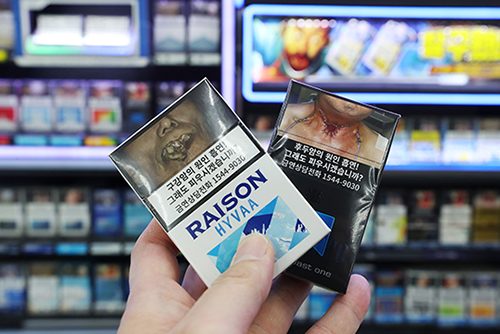 구강암의 원인 흡연!
그래도 피우시겠습니까?
금연상담전화 1544-9030
RAISON
HYVAA
후두암의 원인 흡연!
그래도 피우시겠습니까?
금연상담전화 1544-9030
last one